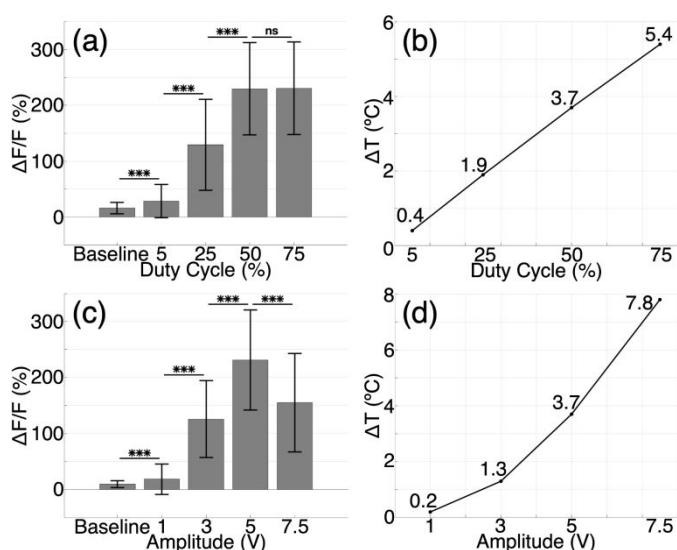 (a)
ΔF/F (%)
300
200
100
0
***
***
***
ns
Baseline 5 25 50 75
Duty Cycle (%)
(b)
ΔT (ºC)
6
4
2
0
0.4
1.9
3.7
5.4
5 25 50 75
Duty Cycle (%)
(c)
ΔF/F (%)
300
200
100
0
***
***
***
***
Baseline 1 3 5 7.5
Amplitude (V)
(d)
ΔT (ºC)
8
6
4
2
0
0.2
1.3
3.7
7.8
1 3 5 7.5
Amplitude (V)